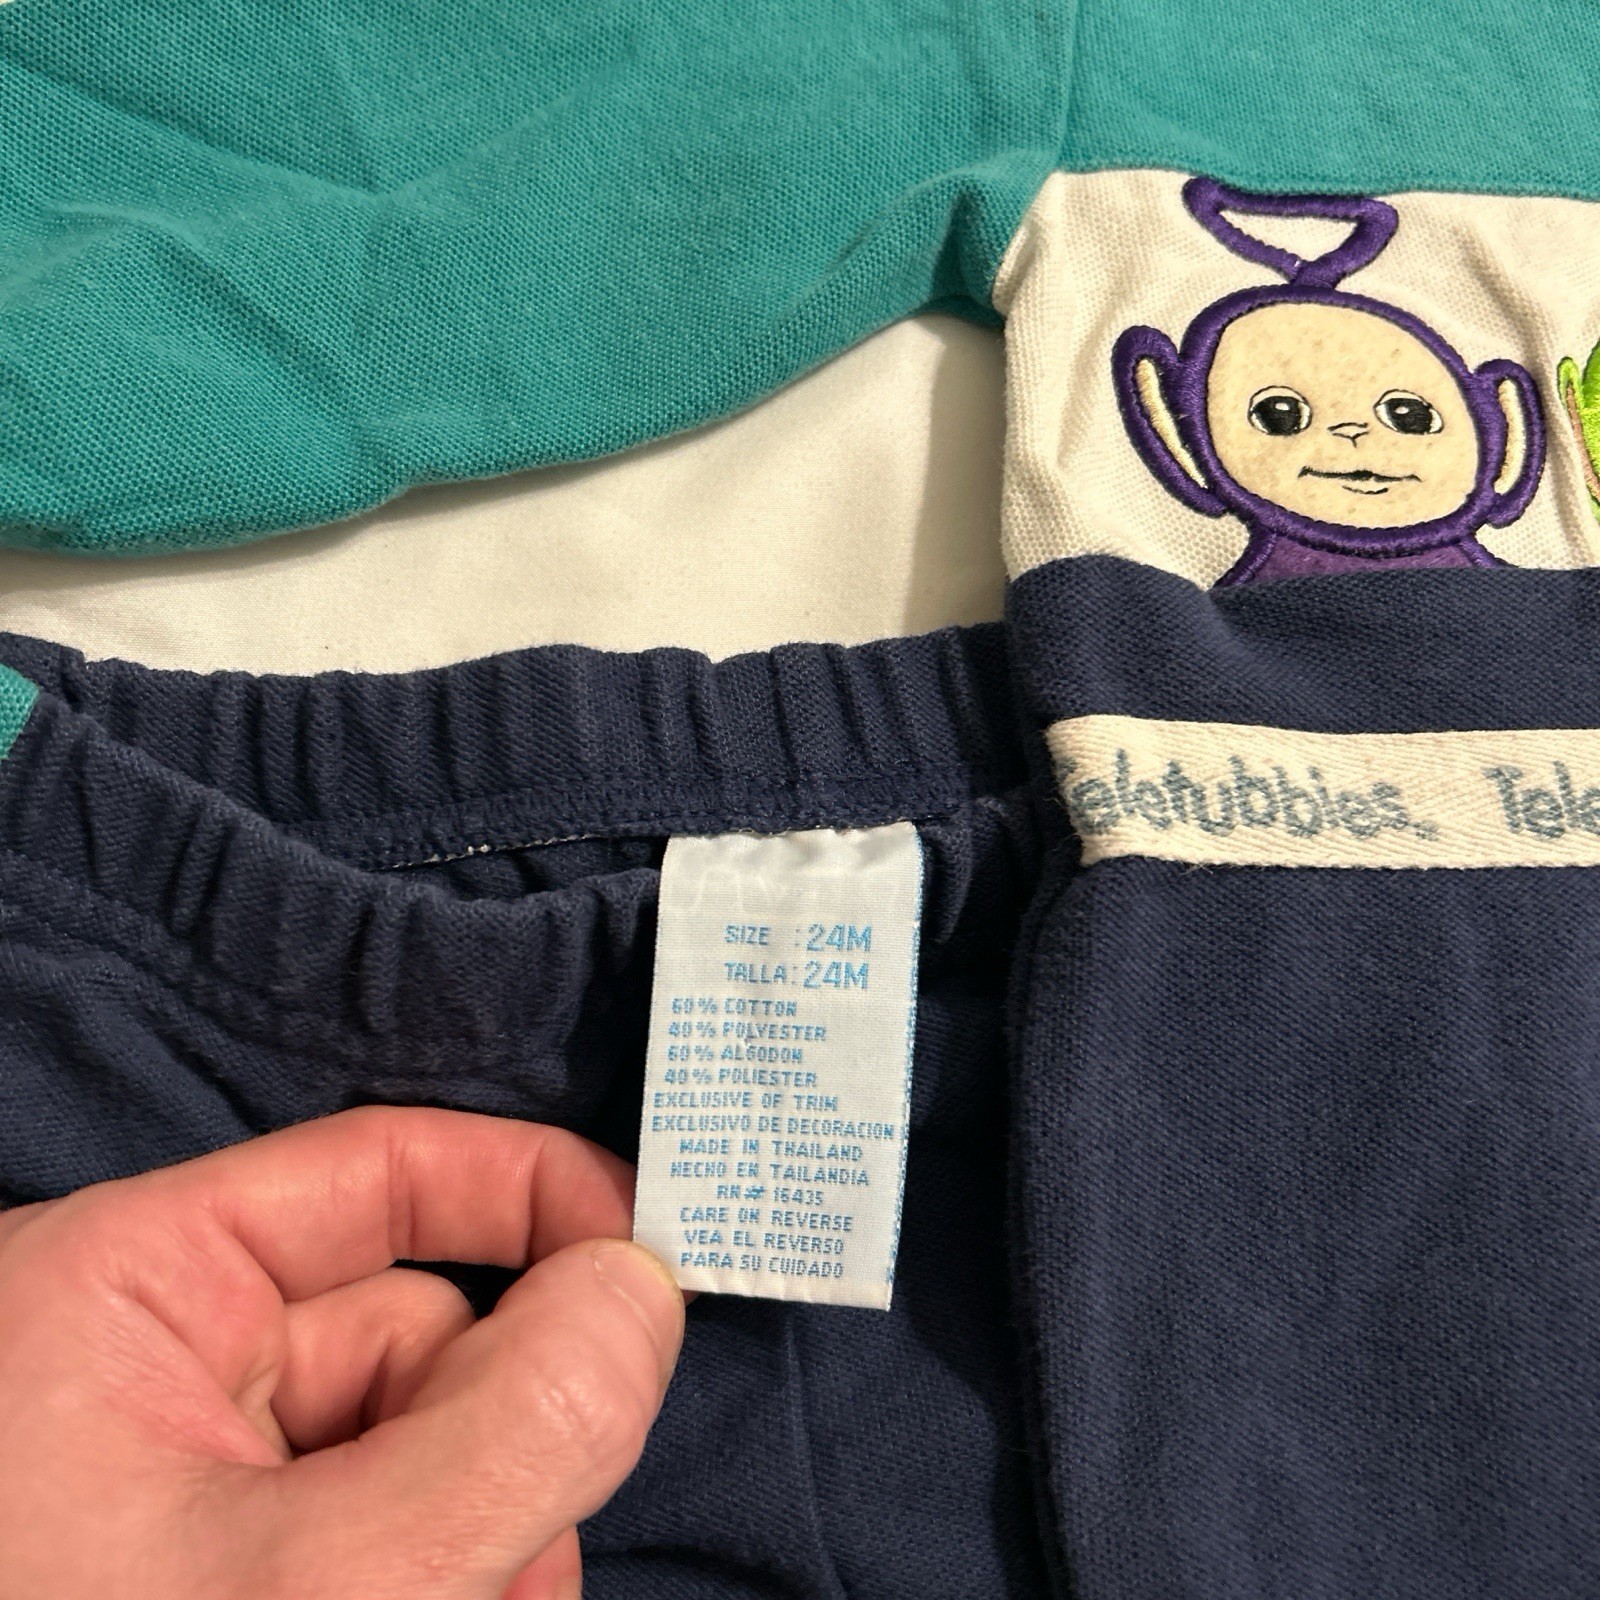 Teletubbies. Tele
SIZE : 24M
TALLA: 24M
60% COTTON
40% POLYESTER
60% ALGODON
40% POLIESTER
EXCLUSIVE OF TRIM
EXCLUSIVO DE DECORACION
MADE IN THAILAND
HECHO EN TAILANDIA
RN# 16435
CARE ON REVERSE
VEA EL REVERSO
PARA SU CUIDADO